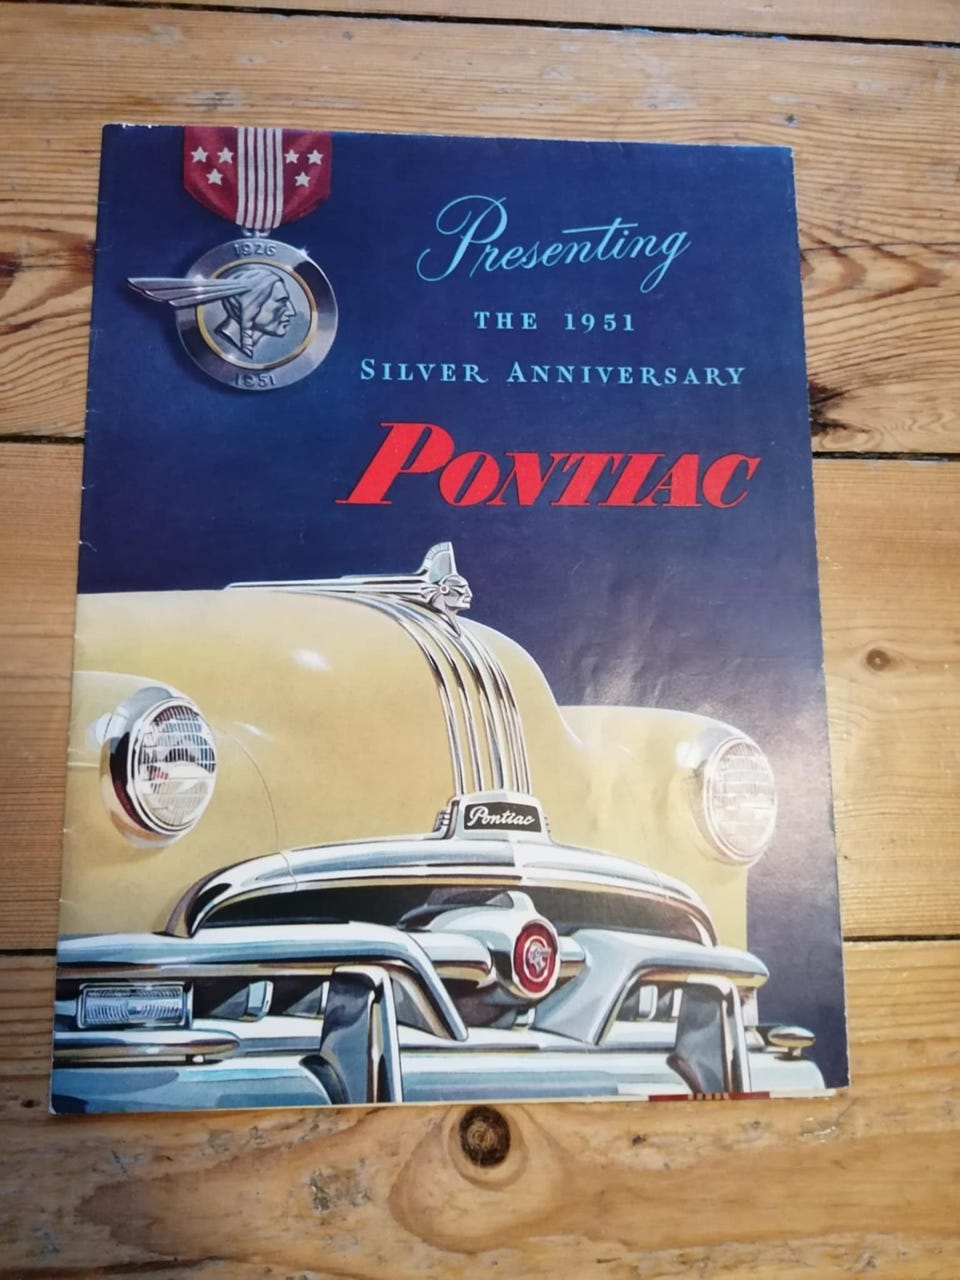 1926
1951
Presenting
THE 1951
SILVER ANNIVERSARY
PONTIAC
Pontiac